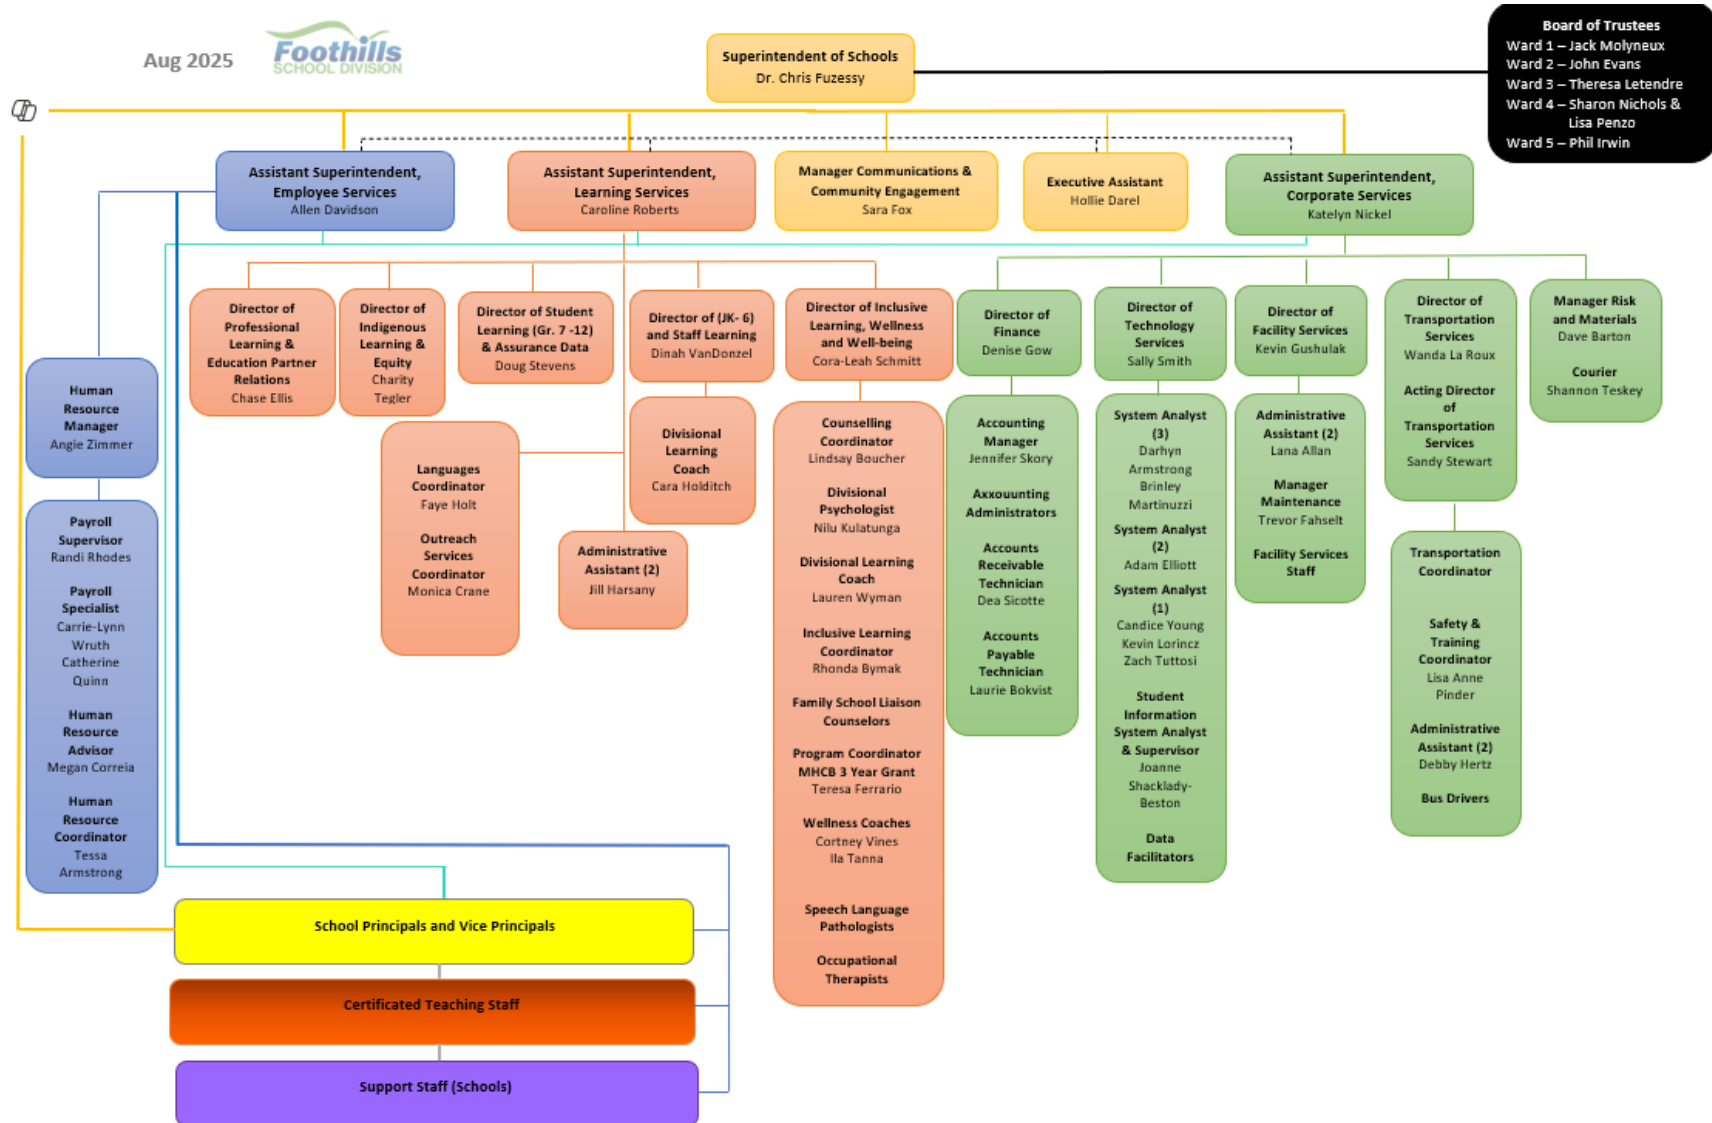 Aug 2025
Foothills
SCHOOL DIVISION
Superintendent of Schools
Dr. Chris Fuzessy
Board of Trustees
Ward 1 – Jack Molyneux
Ward 2 – John Evans
Ward 3 – Theresa Letendre
Ward 4 – Sharon Nichols &
Lisa Penzo
Ward 5 – Phil Irwin
Assistant Superintendent,
Employee Services
Allen Davidson
Assistant Superintendent,
Learning Services
Caroline Roberts
Manager Communications &
Community Engagement
Sara Fox
Executive Assistant
Hollie Darel
Assistant Superintendent,
Corporate Services
Katelyn Nickel
Human
Resource
Manager
Angie Zimmer
Payroll
Supervisor
Randi Rhodes
Payroll
Specialist
Carrie-Lynn
Wruth
Catherine
Quinn
Human
Resource
Advisor
Megan Correia
Human
Resource
Coordinator
Tessa
Armstrong
Director of
Professional
Learning &
Education Partner
Relations
Chase Ellis
Director of
Indigenous
Learning &
Equity
Charity
Tegler
Director of Student
Learning (Gr. 7 -12)
& Assurance Data
Doug Stevens
Director of (JK- 6)
and Staff Learning
Dinah VanDonzel
Director of Inclusive
Learning, Wellness
and Well-being
Cora-Leah Schmitt
Languages
Coordinator
Faye Holt
Outreach
Services
Coordinator
Monica Crane
Administrative
Assistant (2)
Jill Harsany
Divisional
Learning
Coach
Cara Holditch
Counselling
Coordinator
Lindsay Boucher
Divisional
Psychologist
Nilu Kulatunga
Divisional Learning
Coach
Lauren Wyman
Inclusive Learning
Coordinator
Rhonda Bymak
Family School Liaison
Counselors
Program Coordinator
MHCB 3 Year Grant
Teresa Ferrario
Wellness Coaches
Cortney Vines
Ila Tanna
Speech Language
Pathologists
Occupational
Therapists
Director of
Finance
Denise Gow
Accounting
Manager
Jennifer Skory
Axxouunting
Administrators
Accounts
Receivable
Technician
Dea Sicotte
Accounts
Payable
Technician
Laurie Bokvist
Director of
Technology
Services
Sally Smith
System Analyst
(3)
Darhyn
Armstrong
Brinley
Martinuzzi
System Analyst
(2)
Adam Elliott
System Analyst
(1)
Candice Young
Kevin Lorincz
Zach Tuttosi
Student
Information
System Analyst
& Supervisor
Joanne
Shacklady-
Beston
Data
Facilitators
Director of
Facility Services
Kevin Gushulak
Administrative
Assistant (2)
Lana Allan
Manager
Maintenance
Trevor Fahselt
Facility Services
Staff
Director of
Transportation
Services
Wanda La Roux
Acting Director
of
Transportation
Services
Sandy Stewart
Transportation
Coordinator
Safety &
Training
Coordinator
Lisa Anne
Pinder
Administrative
Assistant (2)
Debby Hertz
Bus Drivers
Manager Risk
and Materials
Dave Barton
Courier
Shannon Teskey
School Principals and Vice Principals
Certificated Teaching Staff
Support Staff (Schools)